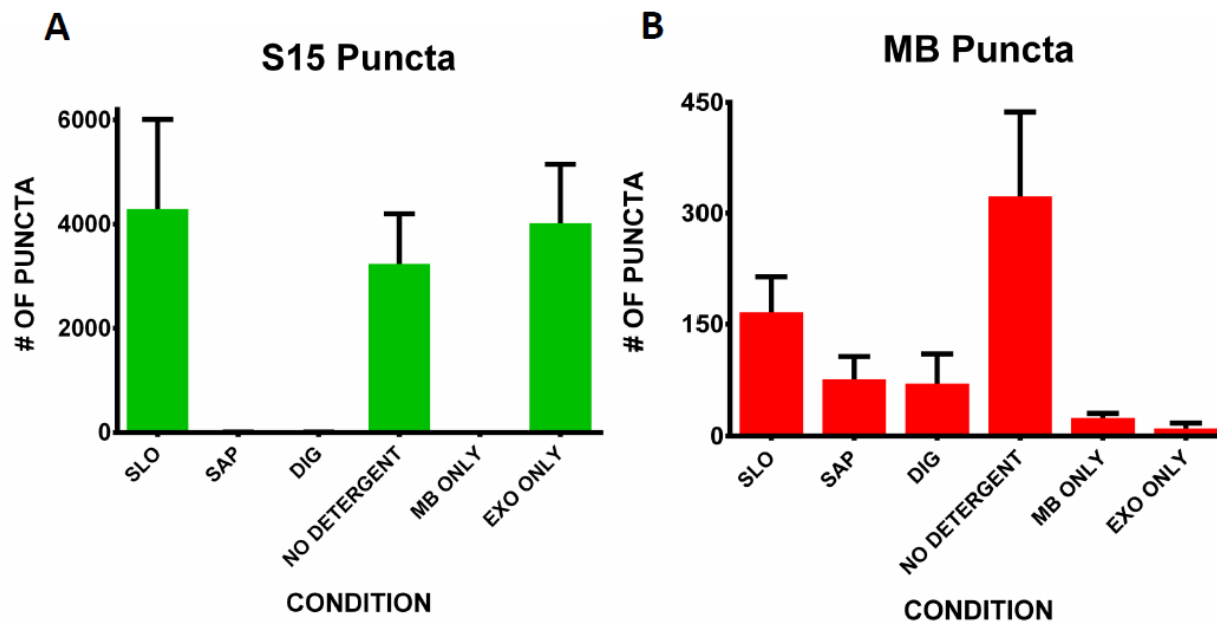 A
S15 Puncta
# OF PUNCTA
6000
4000
2000
0
SLO
SAP
DIG
NO DETERGENT
MB ONLY
EXO ONLY
CONDITION
B
MB Puncta
# OF PUNCTA
450
300
150
0
SLO
SAP
DIG
NO DETERGENT
MB ONLY
EXO ONLY
CONDITION